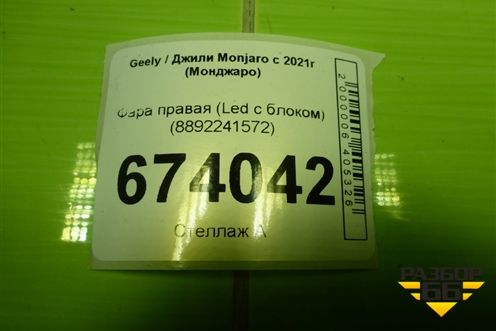 Geely / Джили Monjaro с 2021г
(Монджаро)
Фара правая (Led с блоком)
(8892241572)
674042
Стеллаж А
2000006405326
РАЗБОР
66